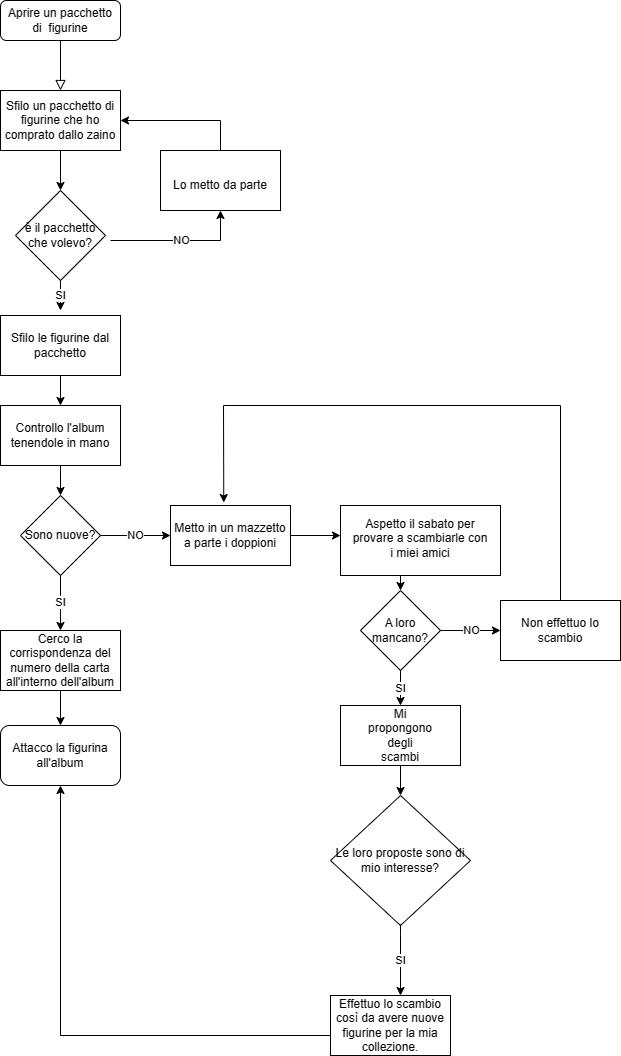 Aprire un pacchetto
di  figurine
Sfilo un pacchetto di
figurine che ho
comprato dallo zaino
Lo metto da parte
è il pacchetto
che volevo?
NO
SI
Sfilo le figurine dal
pacchetto
Controllo l'album
tenendole in mano
Sono nuove?
NO
Metto in un mazzetto
a parte i doppioni
Aspetto il sabato per
provare a scambiarle con
i miei amici
SI
A loro
mancano?
NO
Non effettuo lo
scambio
Cerco la
corrispondenza del
numero della carta
all'interno dell'album
SI
Mi
propongono
degli
scambi
Attacco la figurina
all'album
Le loro proposte sono di
mio interesse?
SI
Effettuo lo scambio
così da avere nuove
figurine per la mia
collezione.